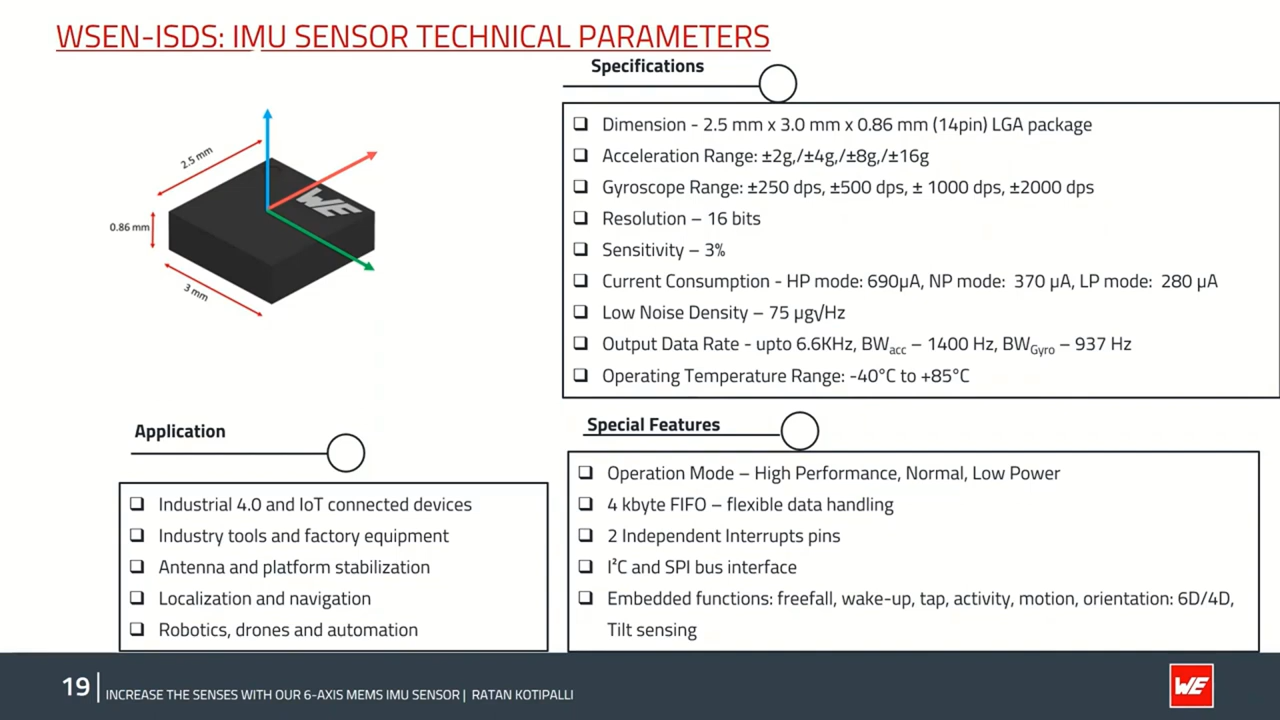 WSEN-ISDS: IMU SENSOR TECHNICAL PARAMETERS
2.5 mm
0.86 mm
3 mm
WE
Specifications
❑ Dimension - 2.5 mm x 3.0 mm x 0.86 mm (14pin) LGA package
❑ Acceleration Range: ±2g,/±4g,/±8g,/±16g
❑ Gyroscope Range: ±250 dps, ±500 dps, ± 1000 dps, ±2000 dps
❑ Resolution – 16 bits
❑ Sensitivity – 3%
❑ Current Consumption - HP mode: 690µA, NP mode: 370 µA, LP mode: 280 µA
❑ Low Noise Density – 75 µg√Hz
❑ Output Data Rate - upto 6.6KHz, BWacc – 1400 Hz, BWGyro – 937 Hz
❑ Operating Temperature Range: -40°C to +85°C
Application
❑ Industrial 4.0 and IoT connected devices
❑ Industry tools and factory equipment
❑ Antenna and platform stabilization
❑ Localization and navigation
❑ Robotics, drones and automation
Special Features
❑ Operation Mode – High Performance, Normal, Low Power
❑ 4 kbyte FIFO – flexible data handling
❑ 2 Independent Interrupts pins
❑ I²C and SPI bus interface
❑ Embedded functions: freefall, wake-up, tap, activity, motion, orientation: 6D/4D,
Tilt sensing
19 | INCREASE THE SENSES WITH OUR 6-AXIS MEMS IMU SENSOR | RATAN KOTIPALLI
WE